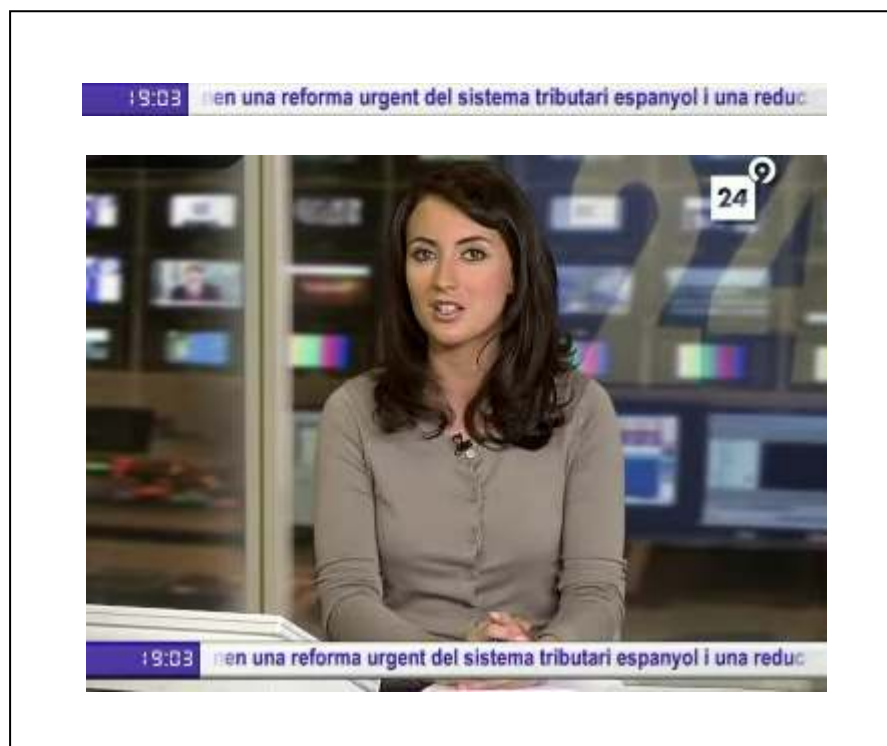 19:03 en una reforma urgent del sistema tributari espanyol i una reduc
24 9
19:03 en una reforma urgent del sistema tributari espanyol i una reduc